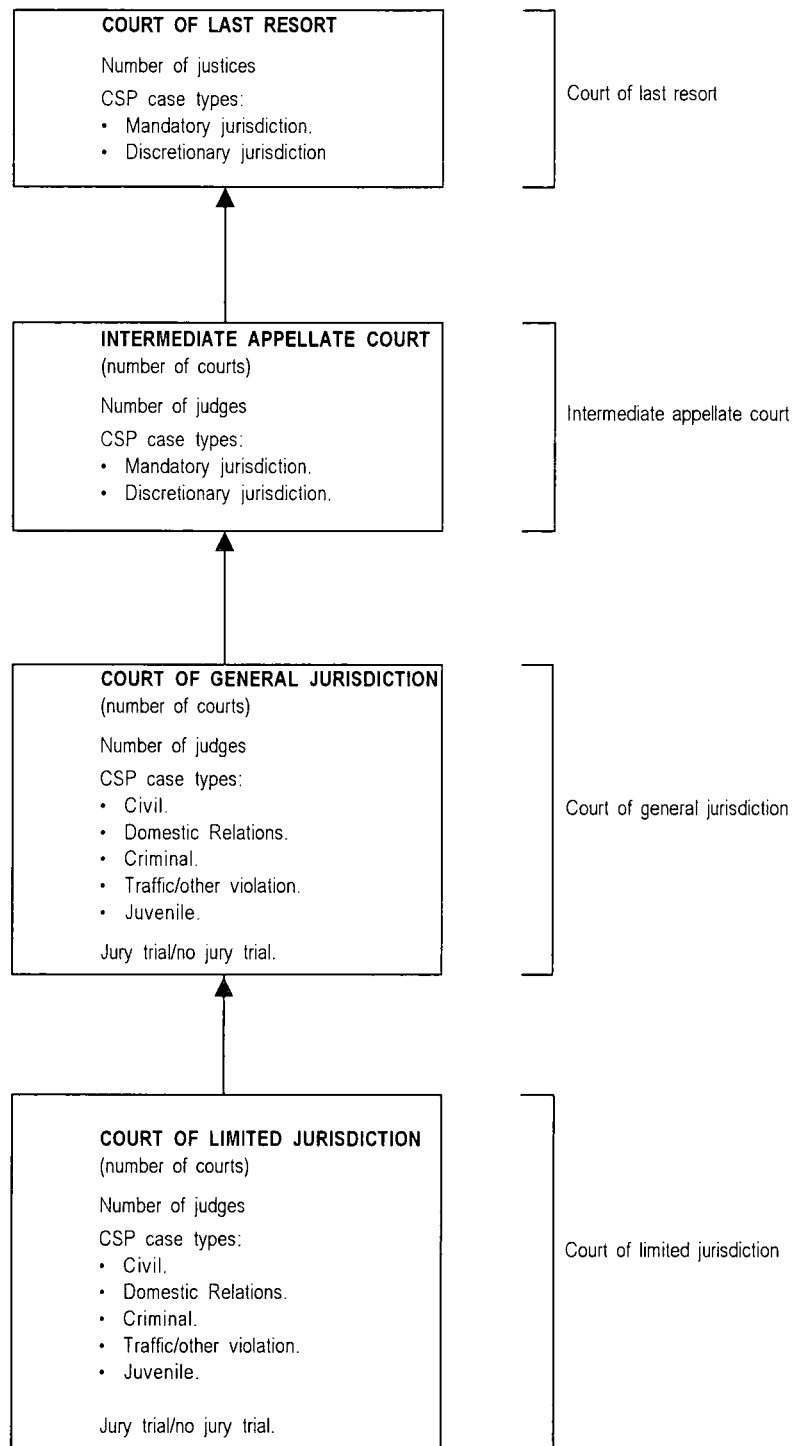 COURT OF LAST RESORT
Number of justices
CSP case types:
• Mandatory jurisdiction.
• Discretionary jurisdiction
Court of last resort
INTERMEDIATE APPELLATE COURT
(number of courts)
Number of judges
CSP case types:
• Mandatory jurisdiction.
• Discretionary jurisdiction.
Intermediate appellate court
COURT OF GENERAL JURISDICTION
(number of courts)
Number of judges
CSP case types:
• Civil.
• Domestic Relations.
• Criminal.
• Traffic/other violation.
• Juvenile.
Jury trial/no jury trial.
Court of general jurisdiction
COURT OF LIMITED JURISDICTION
(number of courts)
Number of judges
CSP case types:
• Civil.
• Domestic Relations.
• Criminal.
• Traffic/other violation.
• Juvenile.
Jury trial/no jury trial.
Court of limited jurisdiction